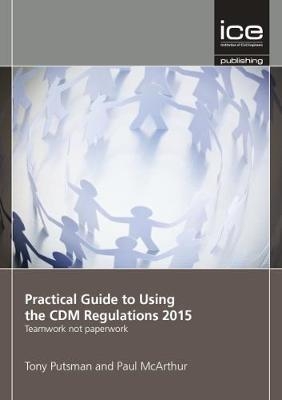 ice
Institution of Civil Engineers
publishing
Practical Guide to Using
the CDM Regulations 2015
Teamwork not paperwork
Tony Putsman and Paul McArthur